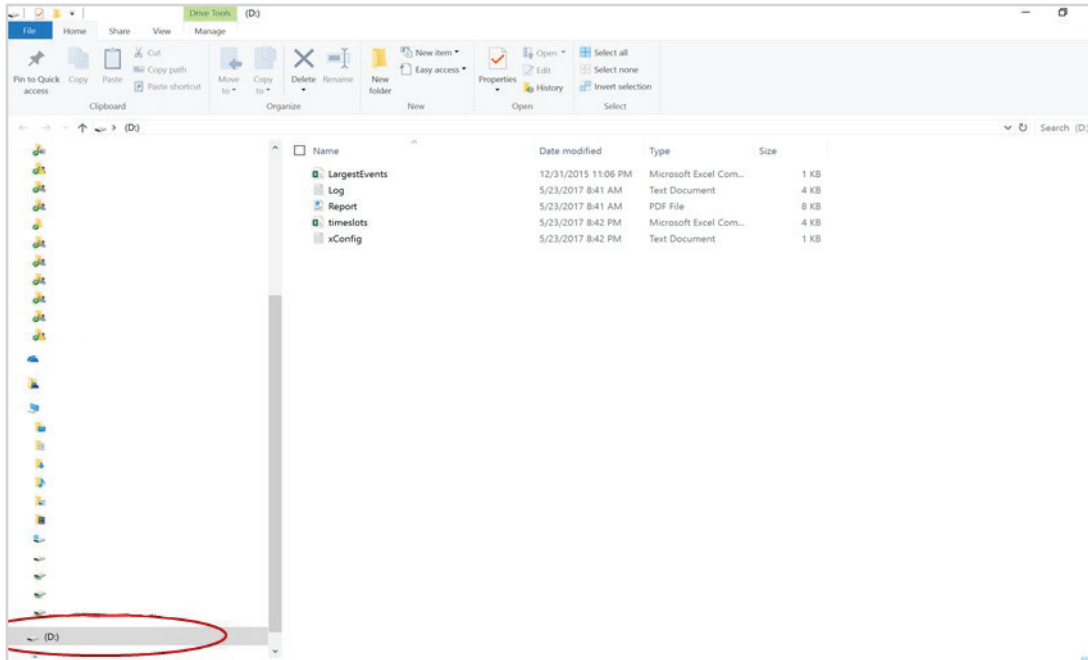 Drive Tools (D:)
File Home Share View Manage
Pin to Quick access
Copy
Paste
Cut
Copy path
Paste shortcut
Clipboard
Move to
Copy to
Delete
Rename
Organize
New folder
New item
Easy access
New
Properties
Open
Edit
History
Open
Select all
Select none
Invert selection
Select
(D:)
Search (D:
Name Date modified Type Size
LargestEvents 12/31/2015 11:06 PM Microsoft Excel Com... 1 KB
Log 5/23/2017 8:41 AM Text Document 4 KB
Report 5/23/2017 8:41 AM PDF File 8 KB
timeslots 5/23/2017 8:42 PM Microsoft Excel Com... 4 KB
xConfig 5/23/2017 8:42 PM Text Document 1 KB
(D:)